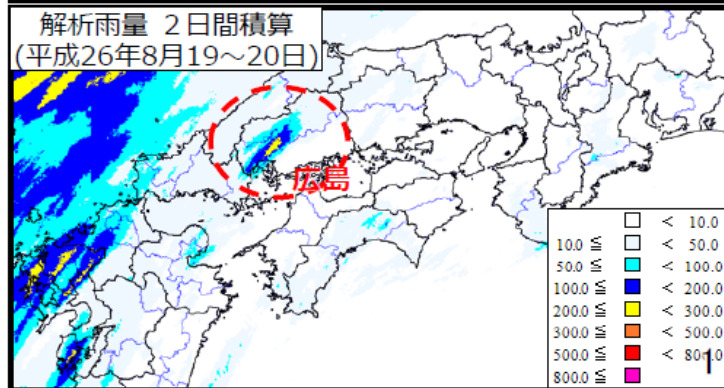 解析雨量 2日間積算
(平成26年8月19～20日)
広島
< 10.0
10.0 ≦ < 50.0
50.0 ≦ < 100.0
100.0 ≦ < 200.0
200.0 ≦ < 300.0
300.0 ≦ < 500.0
500.0 ≦ < 800.0
800.0 ≦
1